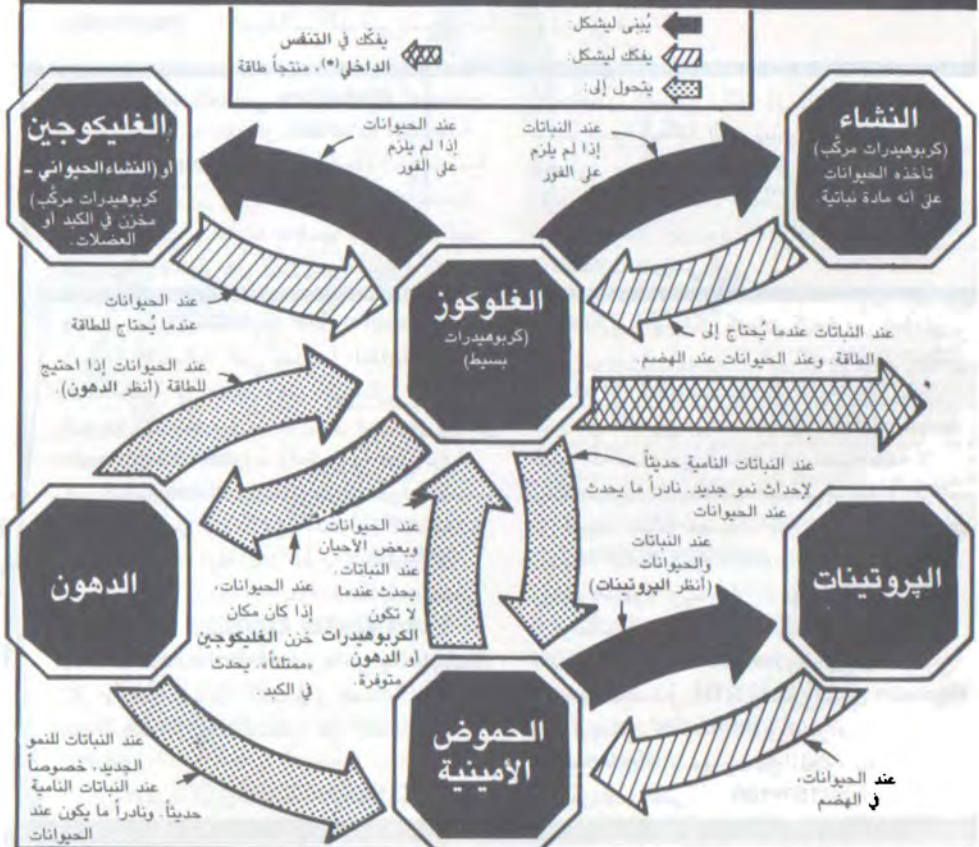 يُبنى ليشكل:
يفكك ليشكل:
يتحول إلى:
يفكّك في التنفس
الداخلي(*)، منتجاً طاقة
النشاء
(كربوهيدرات مركّب)
تاخذه الحيوانات
على أنه مادة نباتية.
عند النباتات
إذا لم يلزم
على الفور
عند الحيوانات
إذا لم يلزم
على الفور
الغليكوجين
او (النشاء الحيواني –
كربوهيدرات مركّب)
مخزن في الكبد أو
العضلات.
الغلوكوز
(كربوهيدرات
بسيط)
عند النباتات عندما يُحتاج إلى
الطاقة، وعند الحيوانات عند الهضم
عند الحيوانات
عندما يُحتاج للطاقة
عند الحيوانات إذا احتيج
للطاقة (أنظر الدهون).
عند النباتات النامية حديثاً
لإحداث نمو جديد. نادراً ما يحدث
عند الحيوانات
عند النباتات
والحيوانات
(أنظر البروتينات)
عند الحيوانات
وبعض الأحيان
عند النباتات.
يحدث عندما
لا تكون
الكربوهيدرات
او الدهون
متوفرة.
عند الحيوانات،
إذا كان مكان
خزن الغليكوجين
ممتلئاً. يحدث
في الكبد.
البروتينات
الدهون
الحموض
الأمينية
عند الحيوانات،
في الهضم
عند النباتات للنمو
الجديد، خصوصاً
عند النباتات النامية
حديثاً. ونادراً ما يكون عند
الحيوانات